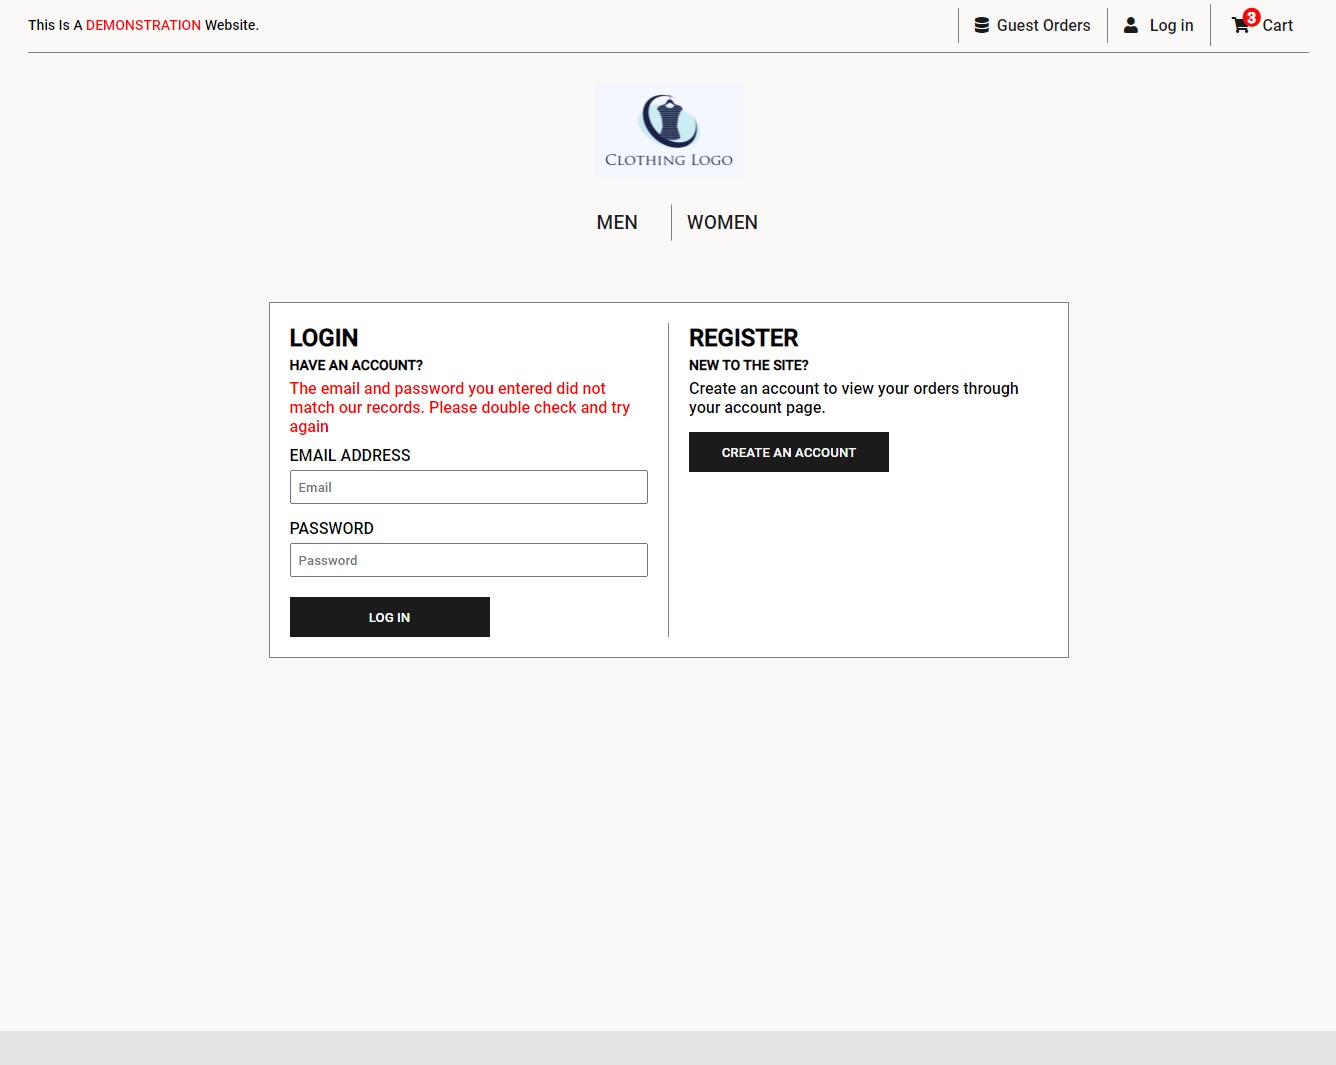 This Is A DEMONSTRATION Website.
Guest Orders
Log in
3
Cart
CLOTHING LOGO
MEN
WOMEN
LOGIN
HAVE AN ACCOUNT?
The email and password you entered did not
match our records. Please double check and try
again
EMAIL ADDRESS
Email
PASSWORD
Password
LOG IN
REGISTER
NEW TO THE SITE?
Create an account to view your orders through
your account page.
CREATE AN ACCOUNT